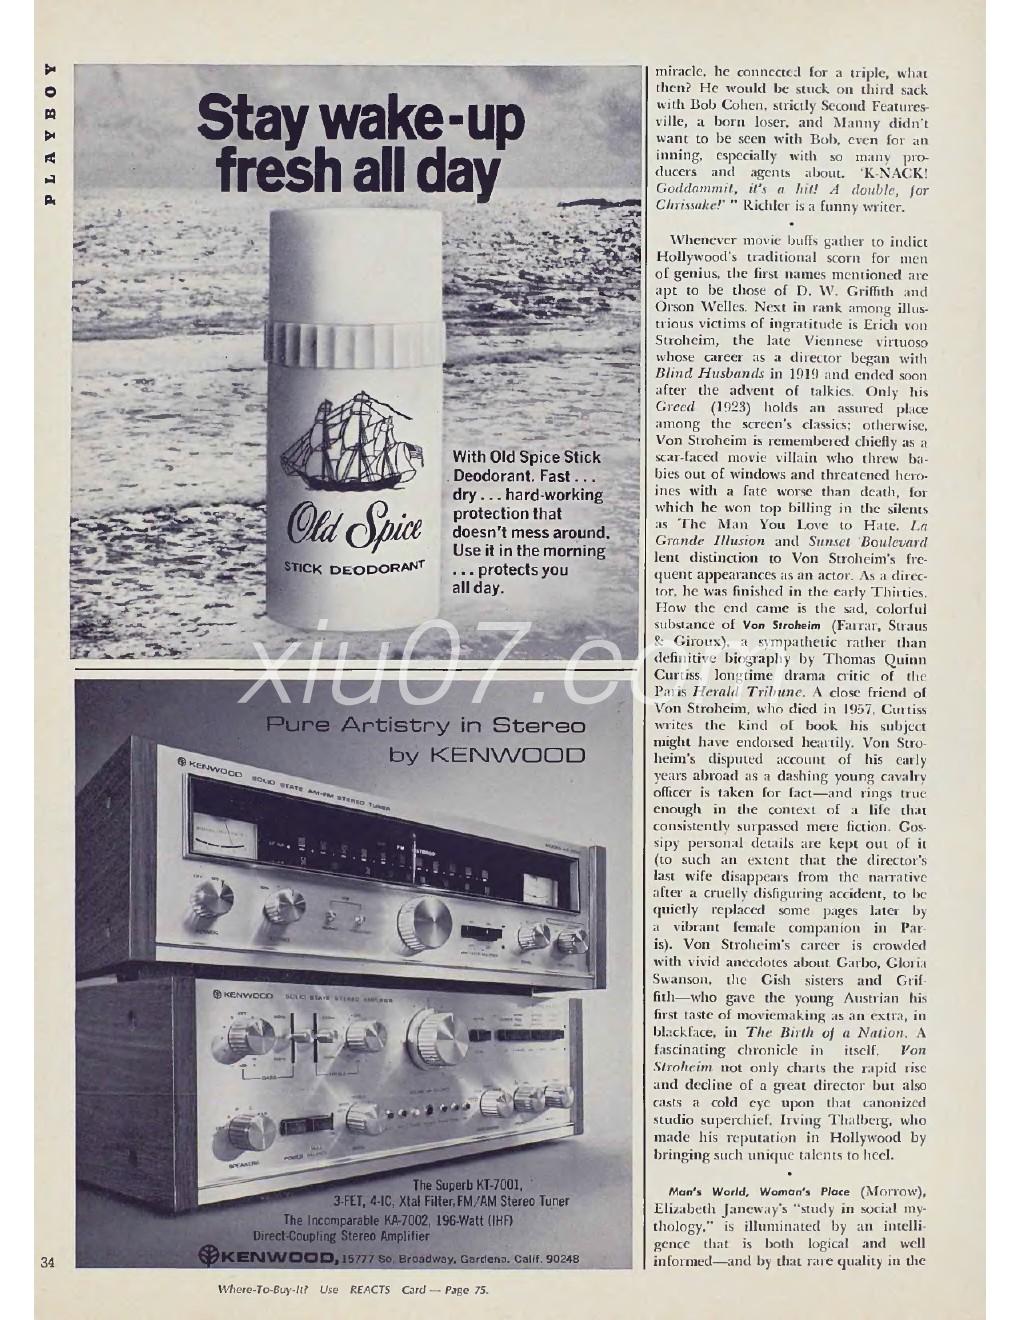 PLAYBOY
Stay wake-up
fresh all day
Old Spice
STICK DEODORANT
With Old Spice Stick
Deodorant. Fast...
dry... hard-working
protection that
doesn't mess around.
Use it in the morning
... protects you
all day.
Pure Artistry in Stereo
by KENWOOD
KENWOOD SOLID STATE AM-FM STEREO TUNER
KENWOOD SOLID STATE STEREO AMPLIFIER
SPEAKERS
POWER
The Superb KT-7001,
3-FET, 4-IC, Xtal Filter, FM/AM Stereo Tuner
The Incomparable KA-7002, 196-Watt (IHF)
Direct-Coupling Stereo Amplifier
KENWOOD, 15777 So. Broadway, Gardena, Calif. 90248
34
Where-To-Buy-It? Use REACTS Card — Page 75.
miracle, he connected for a triple, what
then? He would be stuck on third sack
with Bob Cohen, strictly Second Features-
ville, a born loser, and Manny didn't
want to be seen with Bob, even for an
inning, especially with so many pro-
ducers and agents about. 'K-NACK!
Goddammit, it's a hit! A double, for
Chrissake!' " Richler is a funny writer.
•
Whenever movie buffs gather to indict
Hollywood's traditional scorn for men
of genius, the first names mentioned are
apt to be those of D. W. Griffith and
Orson Welles. Next in rank among illus-
trious victims of ingratitude is Erich von
Stroheim, the late Viennese virtuoso
whose career as a director began with
Blind Husbands in 1919 and ended soon
after the advent of talkies. Only his
Greed (1923) holds an assured place
among the screen's classics; otherwise,
Von Stroheim is remembered chiefly as a
scar-faced movie villain who threw ba-
bies out of windows and threatened hero-
ines with a fate worse than death, for
which he won top billing in the silents
as The Man You Love to Hate. La
Grande Illusion and Sunset Boulevard
lent distinction to Von Stroheim's fre-
quent appearances as an actor. As a direc-
tor, he was finished in the early Thirties.
How the end came is the sad, colorful
substance of Von Stroheim (Farrar, Straus
& Giroux), a sympathetic rather than
definitive biography by Thomas Quinn
Curtiss, longtime drama critic of the
Paris Herald Tribune. A close friend of
Von Stroheim, who died in 1957, Curtiss
writes the kind of book his subject
might have endorsed heartily. Von Stro-
heim's disputed account of his early
years abroad as a dashing young cavalry
officer is taken for fact—and rings true
enough in the context of a life that
consistently surpassed mere fiction. Gos-
sipy personal details are kept out of it
(to such an extent that the director's
last wife disappears from the narrative
after a cruelly disfiguring accident, to be
quietly replaced some pages later by
a vibrant female companion in Par-
is). Von Stroheim's career is crowded
with vivid anecdotes about Garbo, Gloria
Swanson, the Gish sisters and Grif-
fith—who gave the young Austrian his
first taste of moviemaking as an extra, in
blackface, in The Birth of a Nation. A
fascinating chronicle in itself, Von
Stroheim not only charts the rapid rise
and decline of a great director but also
casts a cold eye upon that canonized
studio superchief, Irving Thalberg, who
made his reputation in Hollywood by
bringing such unique talents to heel.
•
Man's World, Woman's Place (Morrow),
Elizabeth Janeway's "study in social my-
thology," is illuminated by an intelli-
gence that is both logical and well
informed—and by that rare quality in the
xiu07.com